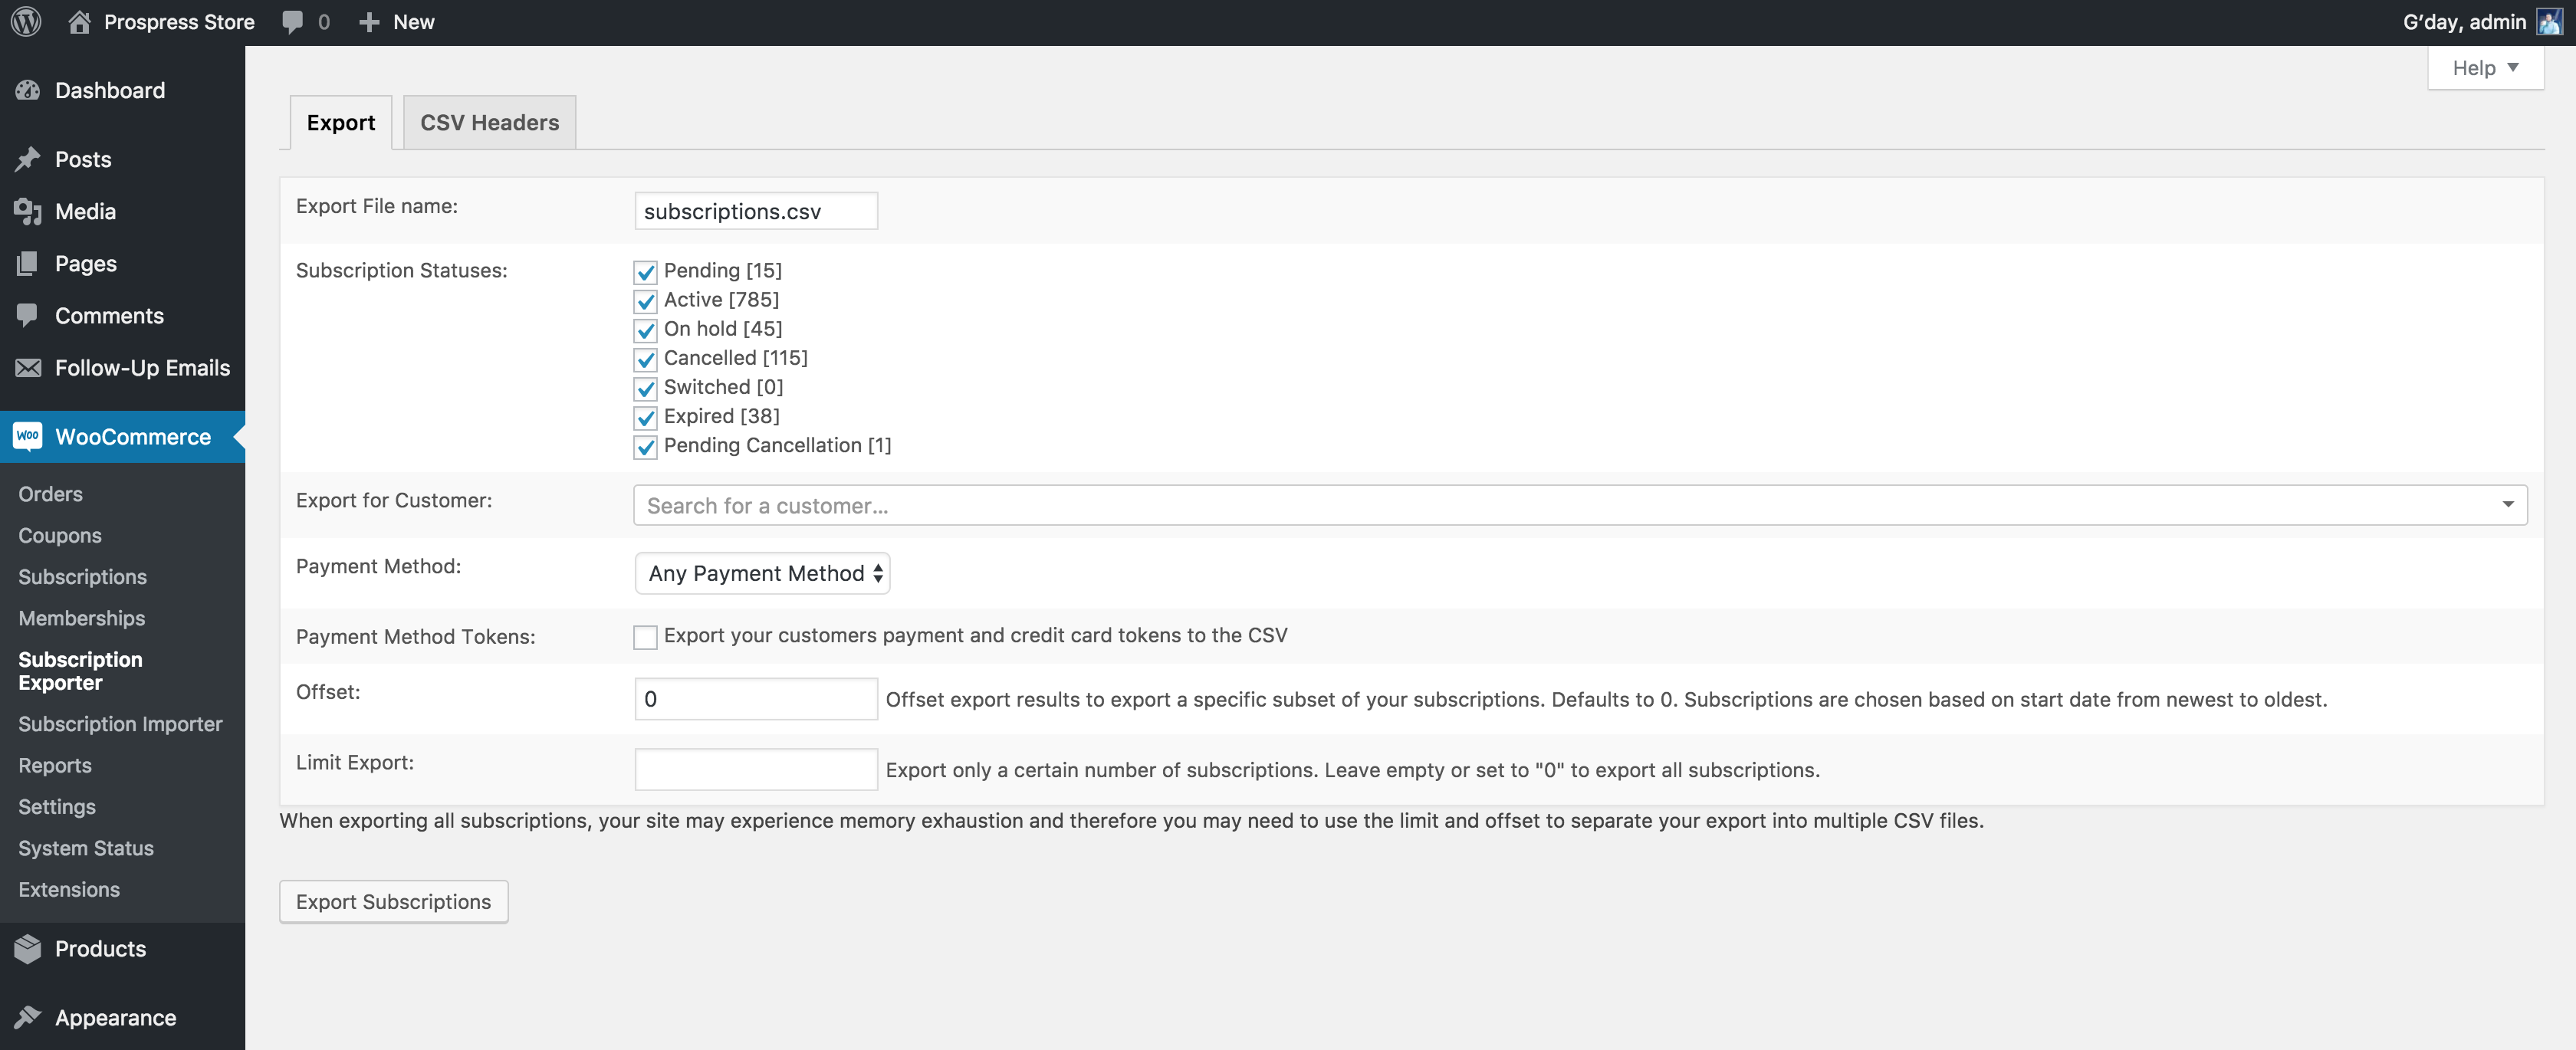 Prospress Store 0 New G'day, admin
Help
Dashboard
Posts
Media
Pages
Comments
Follow-Up Emails
Woo WooCommerce
Orders
Coupons
Subscriptions
Memberships
Subscription
Exporter
Subscription Importer
Reports
Settings
System Status
Extensions
Products
Appearance
Export CSV Headers
Export File name: subscriptions.csv
Subscription Statuses: Pending [15]
Active [785]
On hold [45]
Cancelled [115]
Switched [0]
Expired [38]
Pending Cancellation [1]
Export for Customer: Search for a customer...
Payment Method: Any Payment Method
Payment Method Tokens: Export your customers payment and credit card tokens to the CSV
Offset: 0 Offset export results to export a specific subset of your subscriptions. Defaults to 0. Subscriptions are chosen based on start date from newest to oldest.
Limit Export: Export only a certain number of subscriptions. Leave empty or set to "0" to export all subscriptions.
When exporting all subscriptions, your site may experience memory exhaustion and therefore you may need to use the limit and offset to separate your export into multiple CSV files.
Export Subscriptions